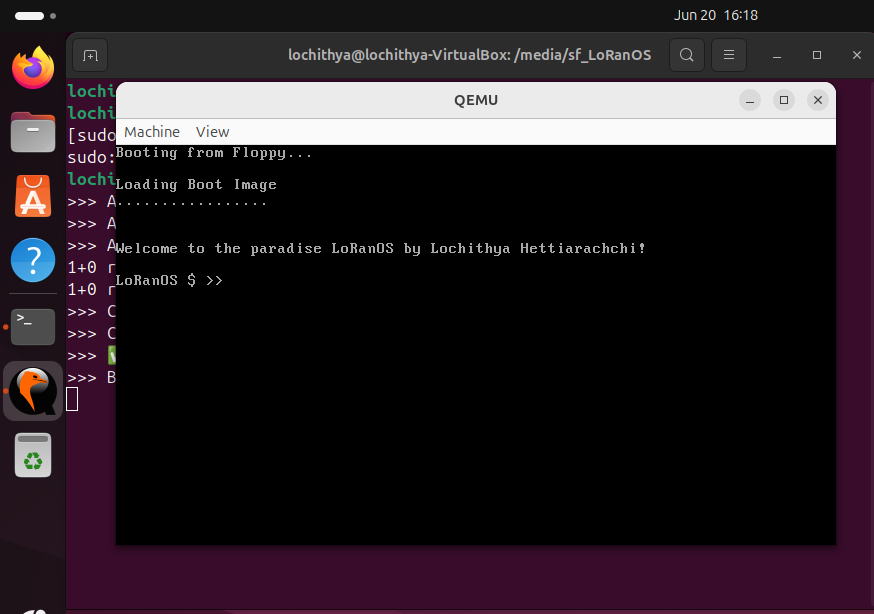 Jun 20 16:18
lochithya@lochithya-VirtualBox: /media/sf_LoRanOS
lochi
lochi
[sudo
sudo:
lochi
>>> A
>>> A
>>> A
1+0 r
1+0 r
>>> C
>>> C
>>>
>>> B
QEMU
Machine View
Booting from Floppy...
Loading Boot Image
.................
Welcome to the paradise LoRanOS by Lochithya Hettiarachchi!
LoRanOS $ >>